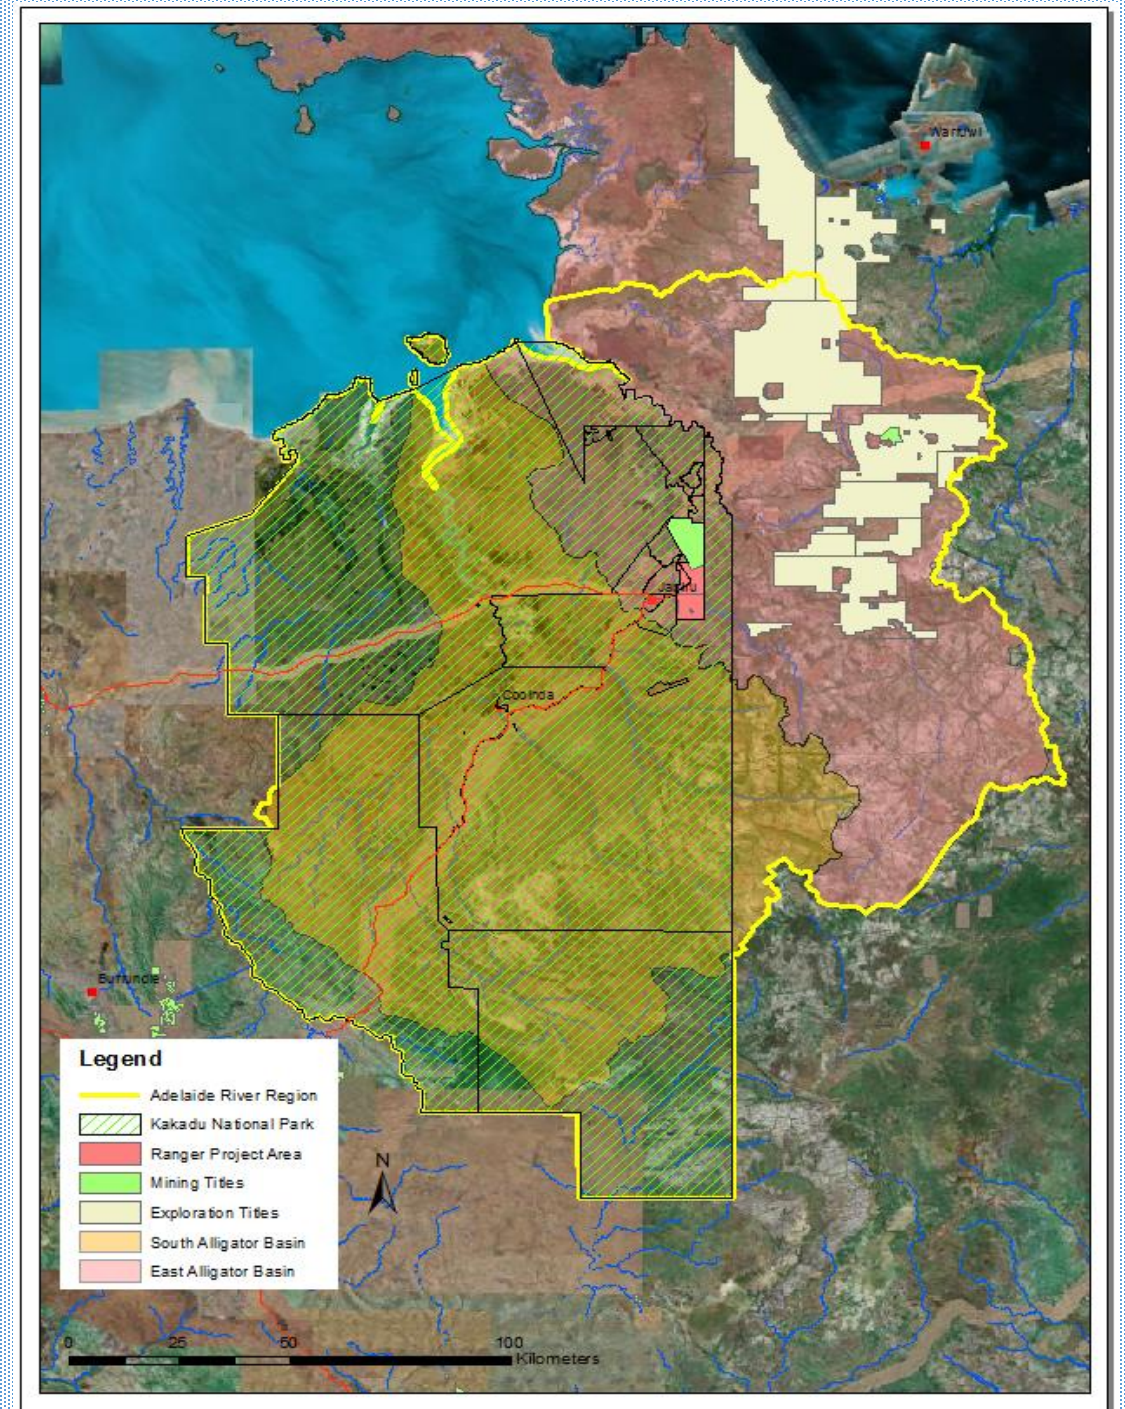 Warruwi
Jabiru
Cooinda
Burrundie
Legend
Adelaide River Region
Kakadu National Park
Ranger Project Area
Mining Titles
Exploration Titles
South Alligator Basin
East Alligator Basin
N
0 25 50 100
Kilometers